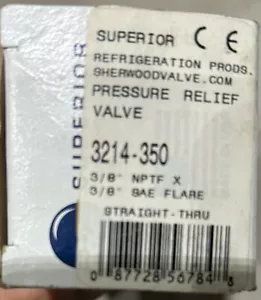 SUPERIOR
SUPERIOR CE
REFRIGERATION PRODS.
SHERWOODVALVE.COM
PRESSURE RELIEF
VALVE
3214-350
3/8" NPTF X
3/8" SAE FLARE
STRAIGHT-THRU
0 87728 56784 8